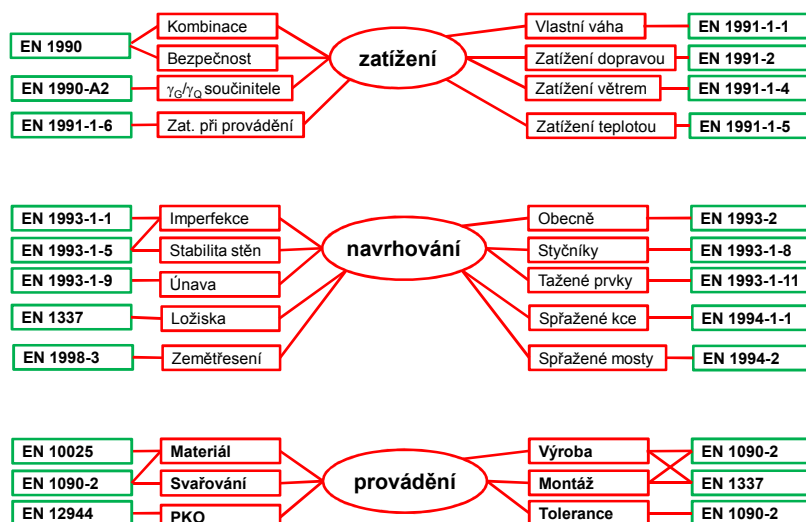 Kombinace
Vlastní váha
EN 1991-1-1
EN 1990
zatížení
Bezpečnost
Zatížení dopravou
EN 1991-2
EN 1990-A2
γG/γQ součinitele
Zatížení větrem
EN 1991-1-4
EN 1991-1-6
Zat. při provádění
Zatížení teplotou
EN 1991-1-5
EN 1993-1-1
Imperfekce
Obecně
EN 1993-2
navrhování
EN 1993-1-5
Stabilita stěn
Styčníky
EN 1993-1-8
EN 1993-1-9
Únava
Tažené prvky
EN 1993-1-11
EN 1337
Ložiska
Spřažené kce
EN 1994-1-1
EN 1998-3
Zemětřesení
Spřažené mosty
EN 1994-2
EN 10025
Materiál
Výroba
EN 1090-2
provádění
EN 1090-2
Svařování
Montáž
EN 1337
EN 12944
PKO
Tolerance
EN 1090-2